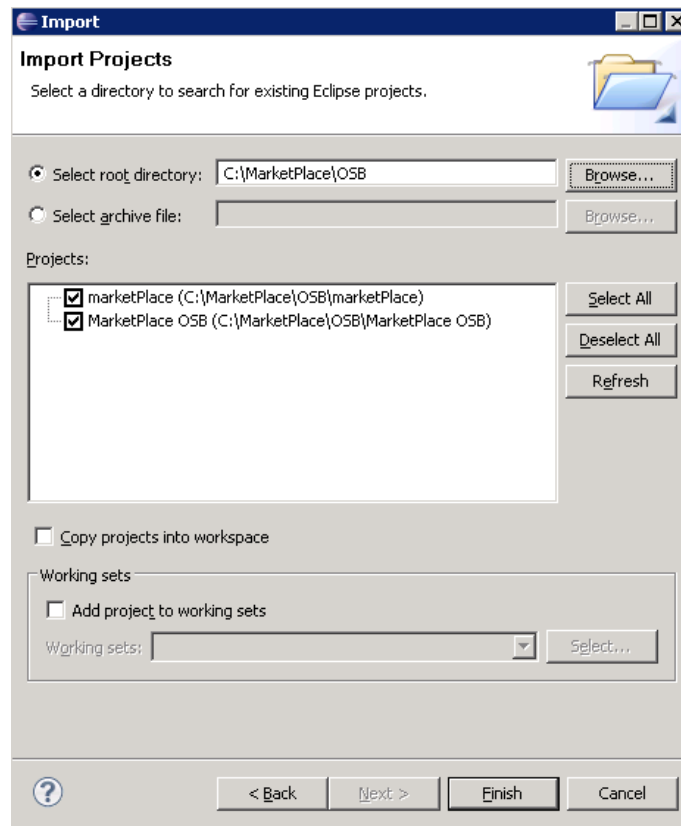 Import
Import Projects
Select a directory to search for existing Eclipse projects.
Select root directory: C:\MarketPlace\OSB Browse...
Select archive file: Browse...
Projects:
marketPlace (C:\MarketPlace\OSB\marketPlace)
MarketPlace OSB (C:\MarketPlace\OSB\MarketPlace OSB)
Select All
Deselect All
Refresh
Copy projects into workspace
Working sets
Add project to working sets
Working sets: Select...
? < Back Next > Finish Cancel